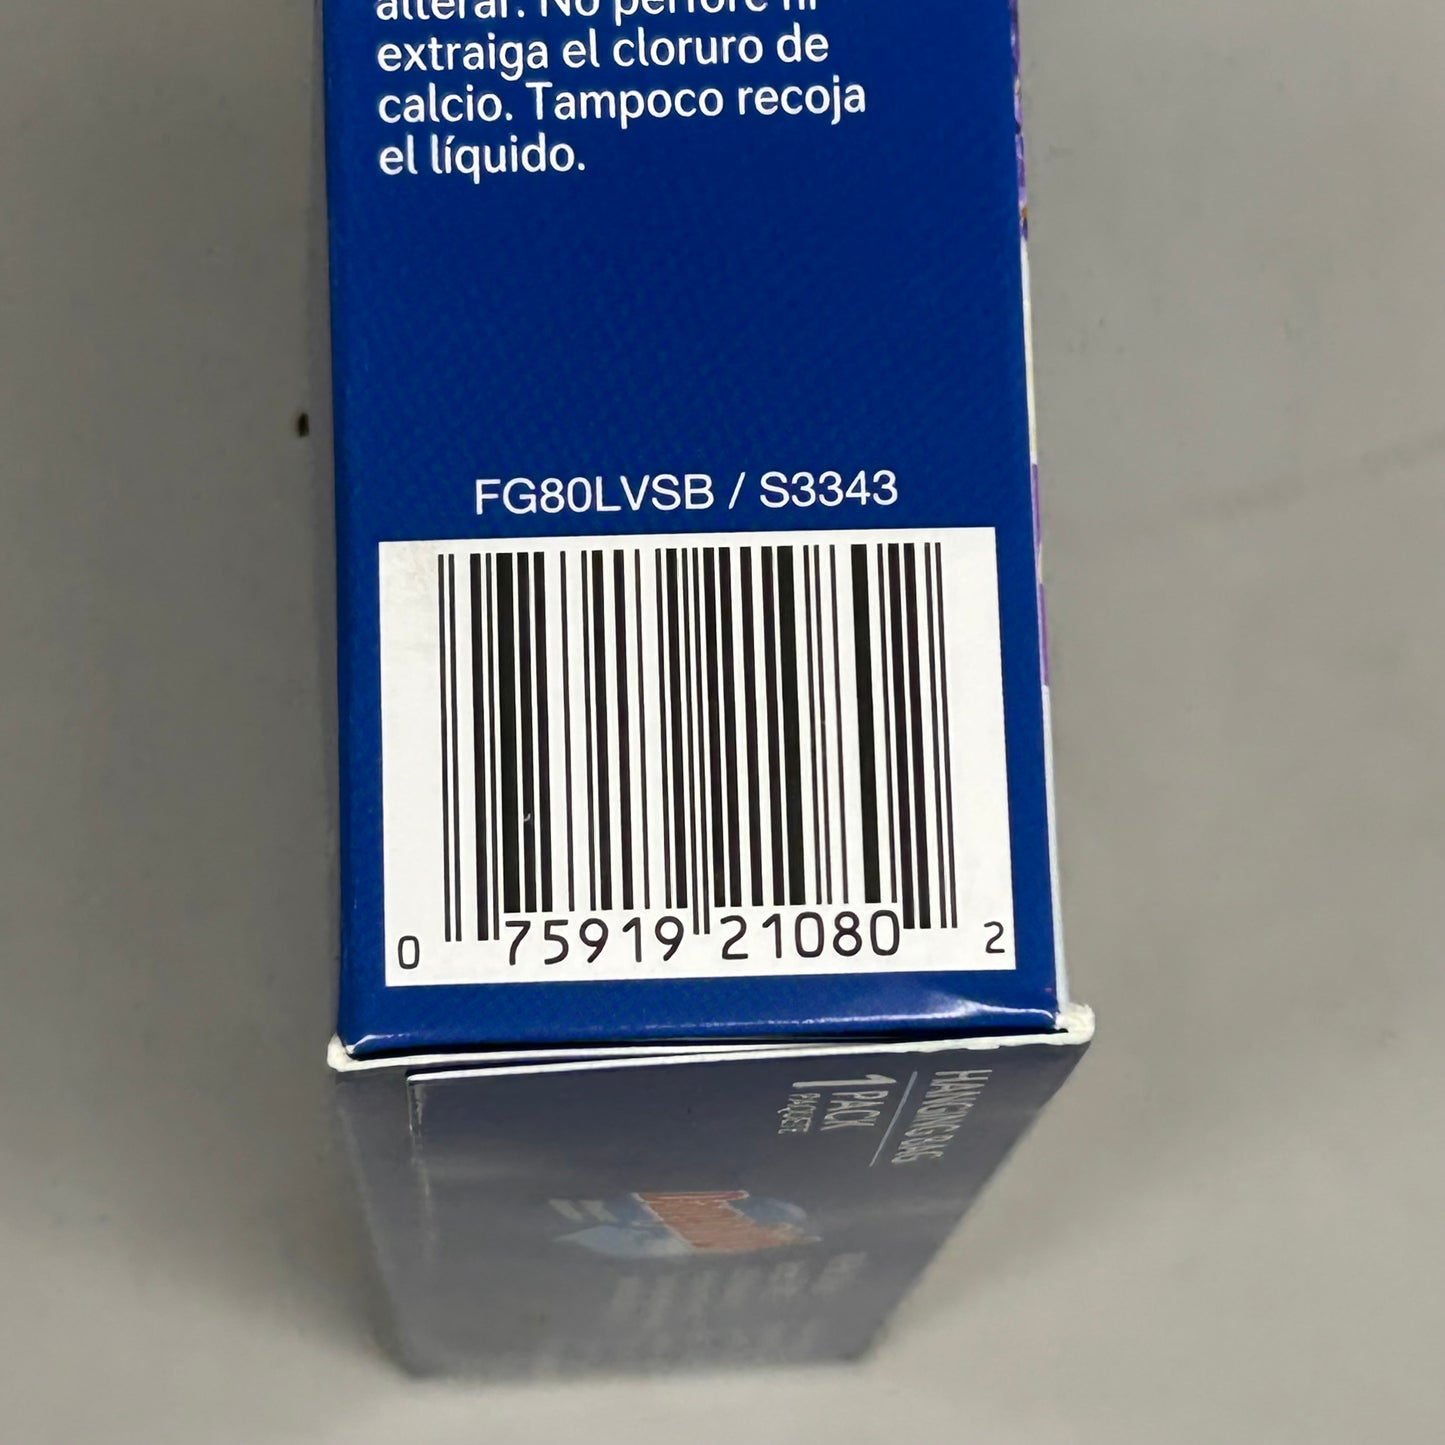 alterar. No perfore ni
extraiga el cloruro de
calcio. Tampoco recoja
el líquido.
FG80LVSB / S3343
0 75919 21080 2
HANGING BAG
1 PACK
PAQUETE